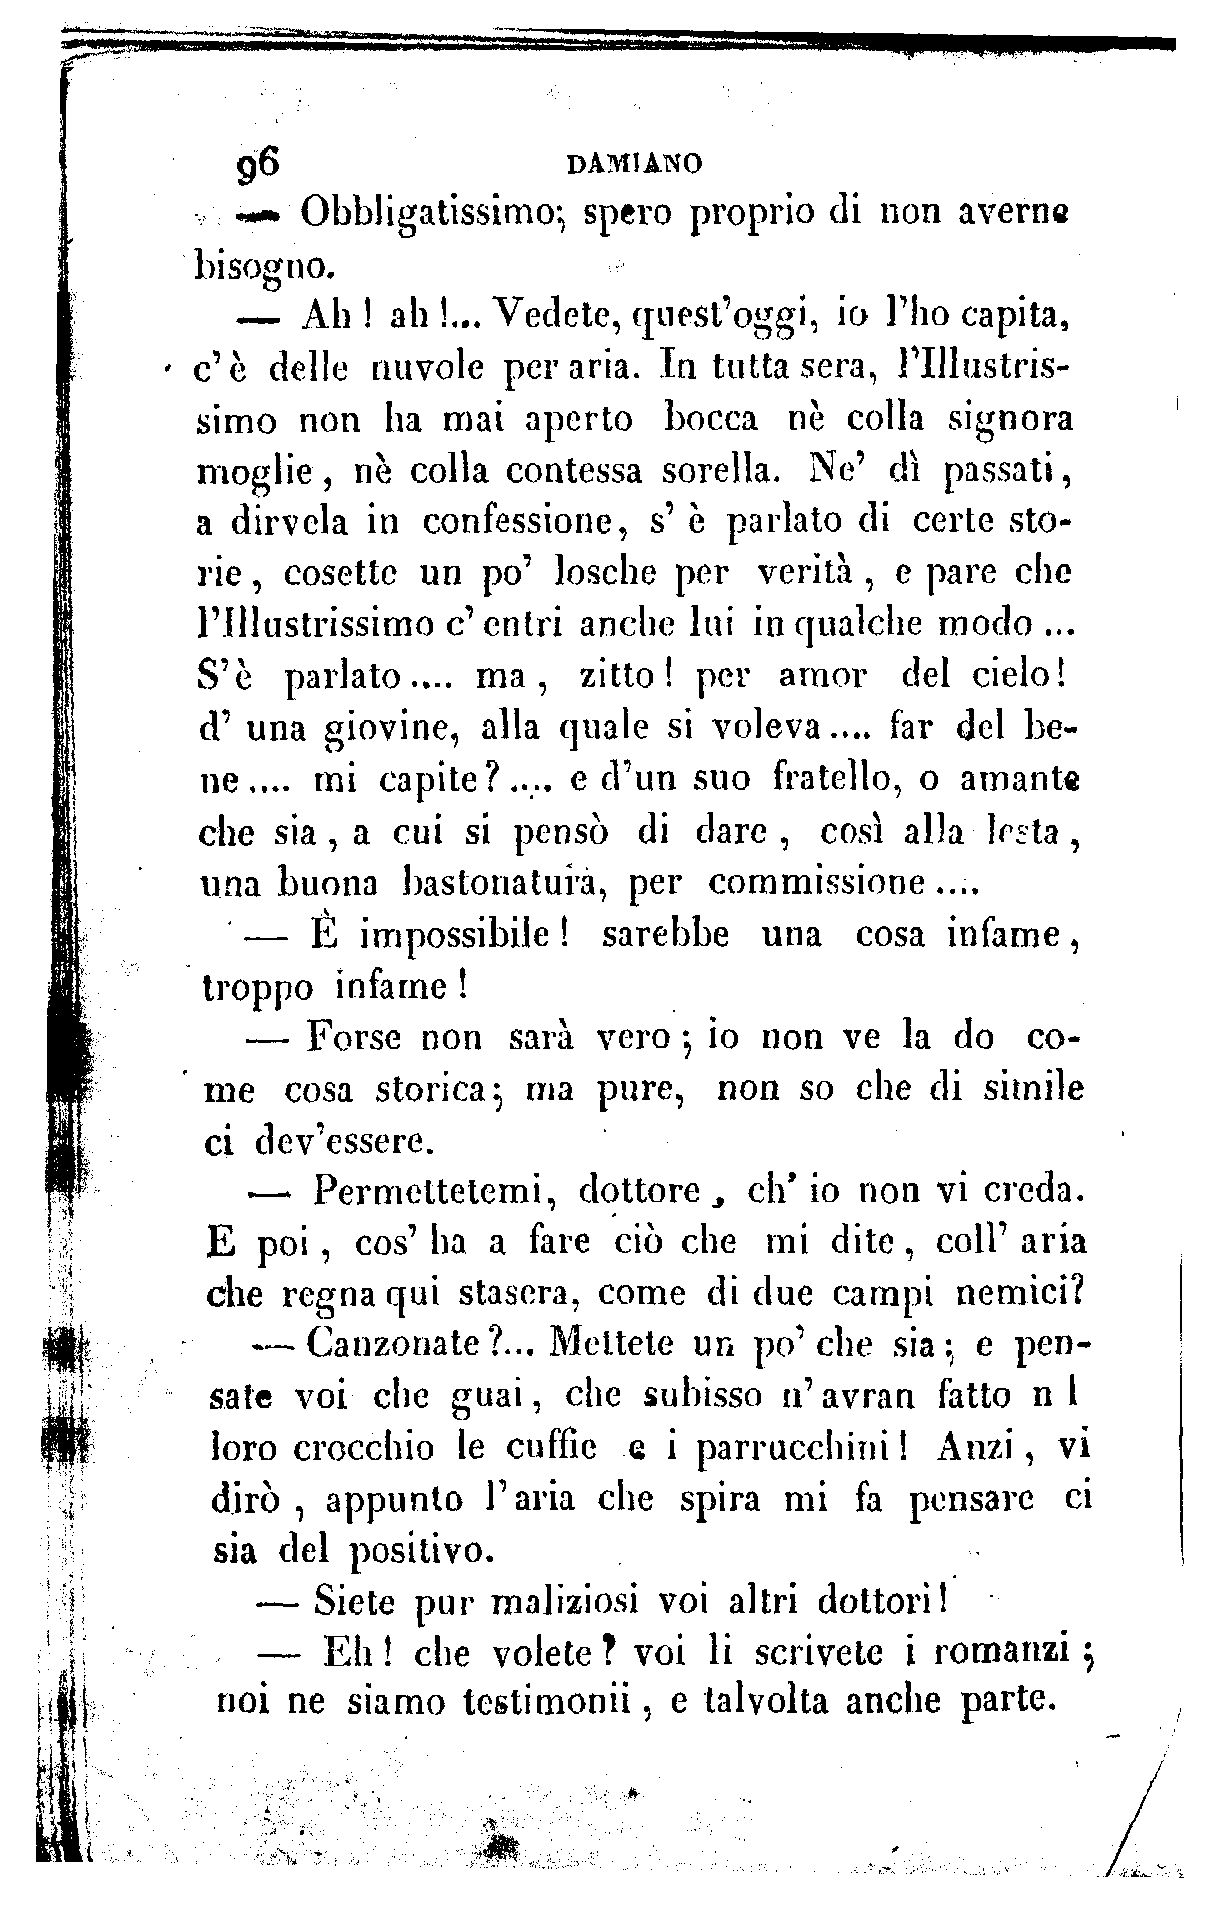 96 DAMIANO
— Obbligatissimo; spero proprio di non averne
bisogno.
— Ah ! ah !... Vedete, quest'oggi, io l'ho capita,
c' è delle nuvole per aria. In tutta sera, l'Illustris-
simo non ha mai aperto bocca nè colla signora
moglie, nè colla contessa sorella. Ne' dì passati,
a dirvela in confessione, s' è parlato di certe sto-
rie, cosette un po' losche per verità, e pare che
l'Illustrissimo c' entri anche lui in qualche modo ...
S' è parlato .... ma, zitto ! per amor del cielo!
d' una giovine, alla quale si voleva .... far del be-
ne .... mi capite? .... e d'un suo fratello, o amante
che sia, a cui si pensò di dare, così alla lesta,
una buona bastonatura, per commissione ....
— È impossibile ! sarebbe una cosa infame,
troppo infame !
— Forse non sarà vero; io non ve la do co-
me cosa storica; ma pure, non so che di simile
ci dev'essere.
— Permettetemi, dottore, ch' io non vi creda.
E poi, cos' ha a fare ciò che mi dite, coll' aria
che regna qui stasera, come di due campi nemici?
— Canzonate ?... Mettete un po' che sia; e pen-
sate voi che guai, che subisso n' avran fatto n l
loro crocchio le cuffie e i parrucchini! Anzi, vi
dirò, appunto l' aria che spira mi fa pensare ci
sia del positivo.
— Siete pur maliziosi voi altri dottori!
— Eh ! che volete ? voi li scrivete i romanzi;
noi ne siamo testimonii, e talvolta anche parte.